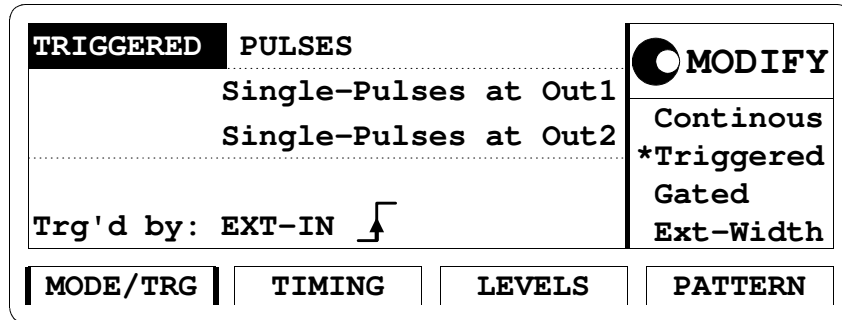 TRIGGERED PULSES
Single-Pulses at Out1
Single-Pulses at Out2
Trg'd by: EXT-IN
MODIFY
Continous
*Triggered
Gated
Ext-Width
MODE/TRG TIMING LEVELS PATTERN